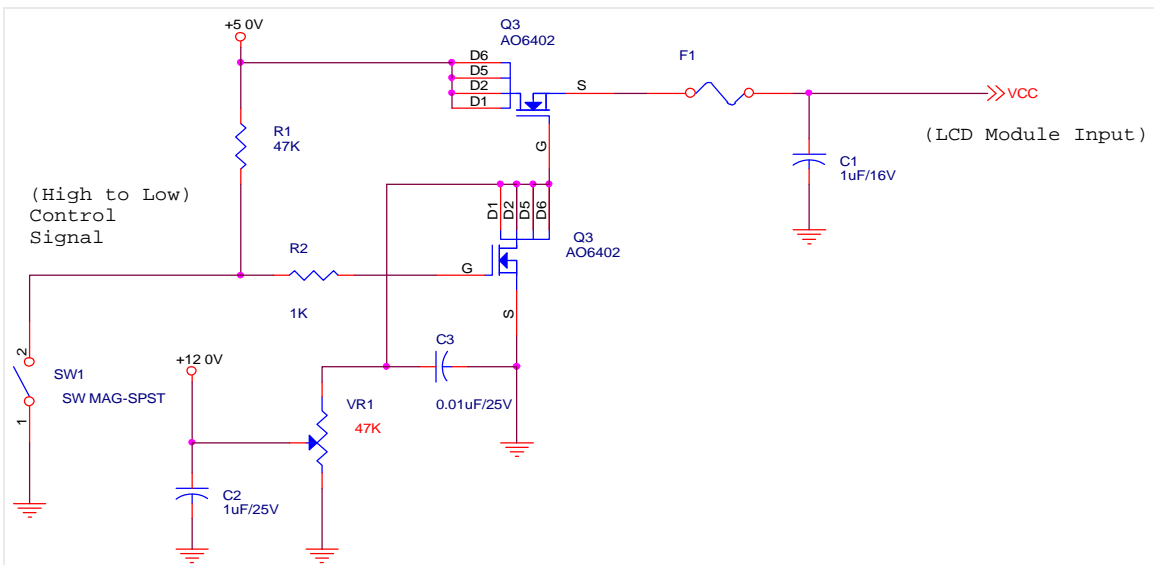 Q3
AO6402
+5 0V
D6
D5
D2
D1
S
G
F1
VCC
(LCD Module Input)
C1
1uF/16V
R1
47K
(High to Low)
Control
Signal
D1
D2
D5
D6
Q3
AO6402
R2
1K
G
S
C3
0.01uF/25V
2
1
SW1
SW MAG-SPST
+12 0V
VR1
47K
C2
1uF/25V